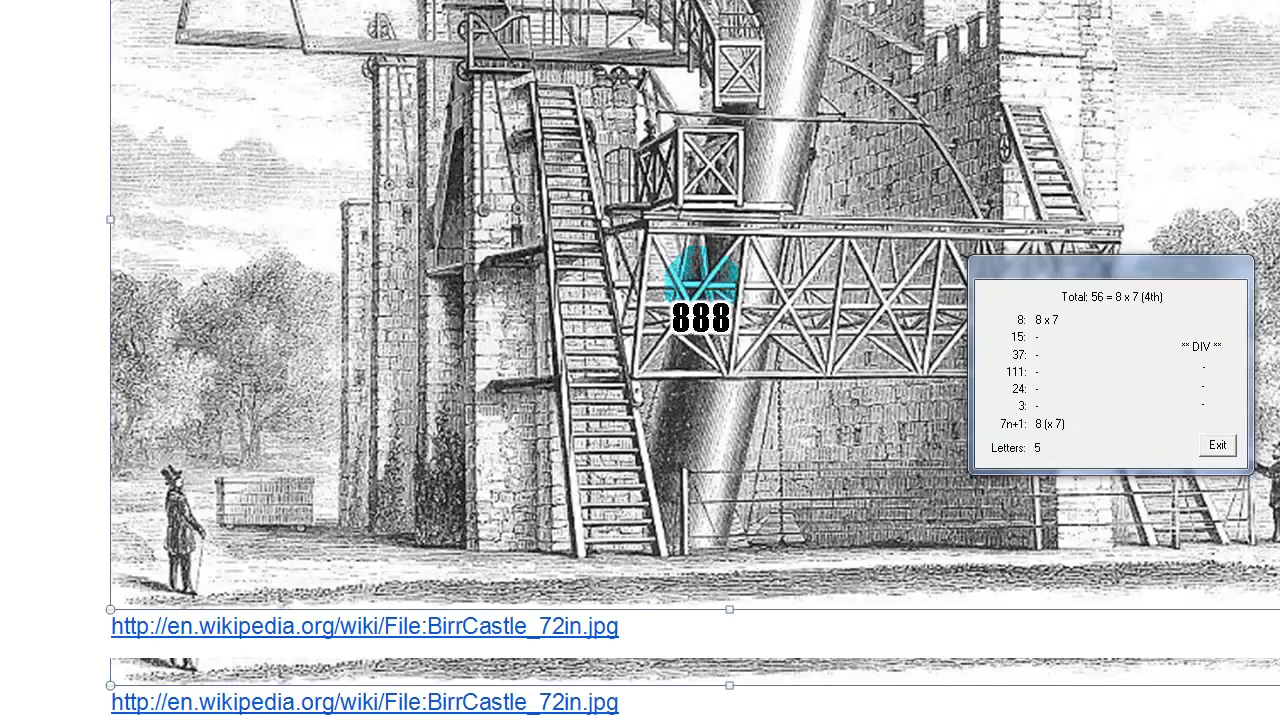 888
Total: 56 = 8 x 7 (4th)
8: 8 x 7
15: -
** DIV **
37: -
-
111: -
24: -
-
3: -
-
7n+1: 8 (x 7)
Letters: 5
Exit
http://en.wikipedia.org/wiki/File:BirrCastle_72in.jpg
http://en.wikipedia.org/wiki/File:BirrCastle_72in.jpg